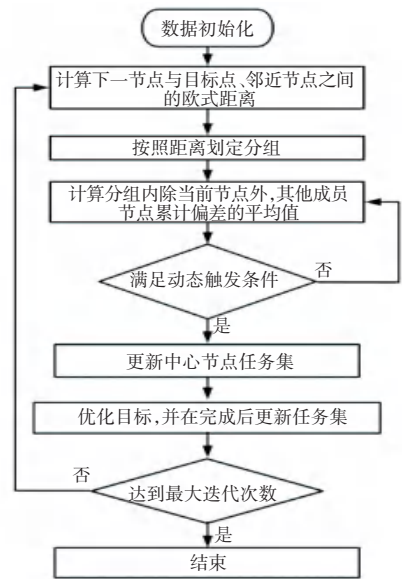 数据初始化
计算下一节点与目标点、邻近节点之间
的欧式距离
按照距离划定分组
计算分组内除当前节点外,其他成员
节点累计偏差的平均值
满足动态触发条件
否
是
更新中心节点任务集
优化目标,并在完成后更新任务集
否
达到最大迭代次数
是
结束